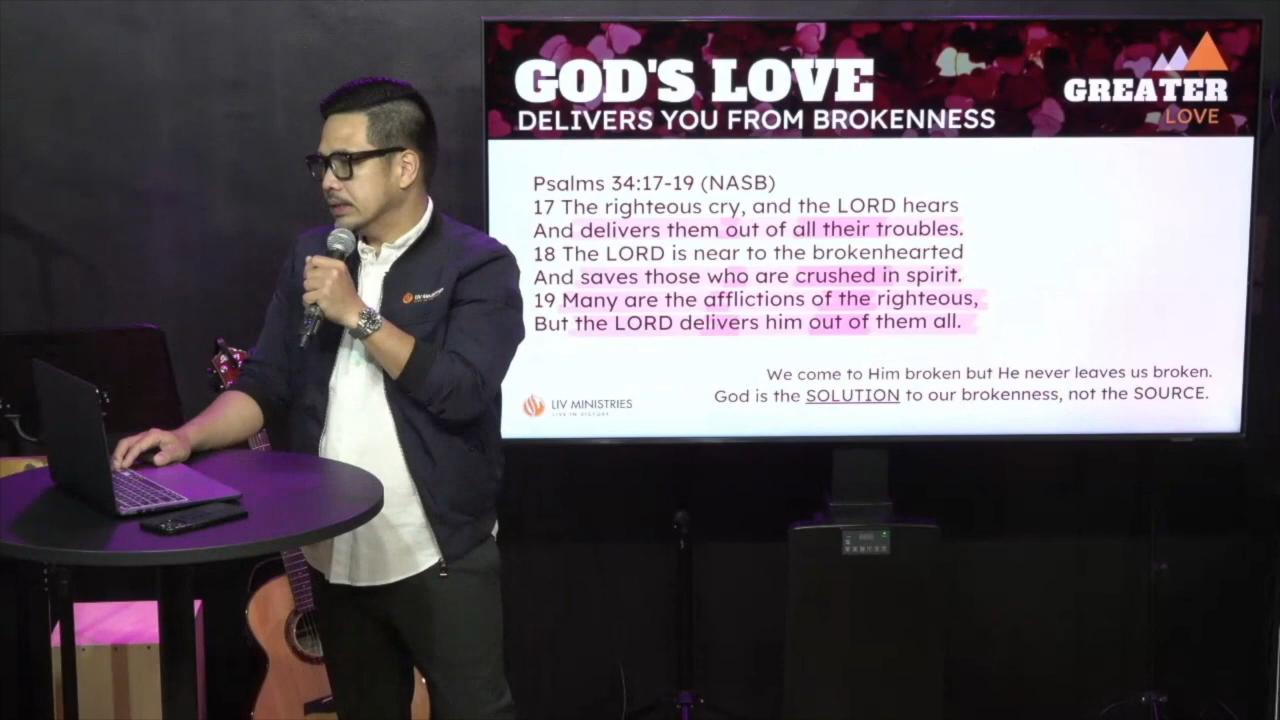 GOD'S LOVE
DELIVERS YOU FROM BROKENNESS
GREATER
LOVE
Psalms 34:17-19 (NASB)
17 The righteous cry, and the LORD hears
And delivers them out of all their troubles.
18 The LORD is near to the brokenhearted
And saves those who are crushed in spirit.
19 Many are the afflictions of the righteous,
But the LORD delivers him out of them all.
We come to Him broken but He never leaves us broken.
God is the SOLUTION to our brokenness, not the SOURCE.
LIV MINISTRIES
LIVE IN VICTORY
LIV MINISTRIES